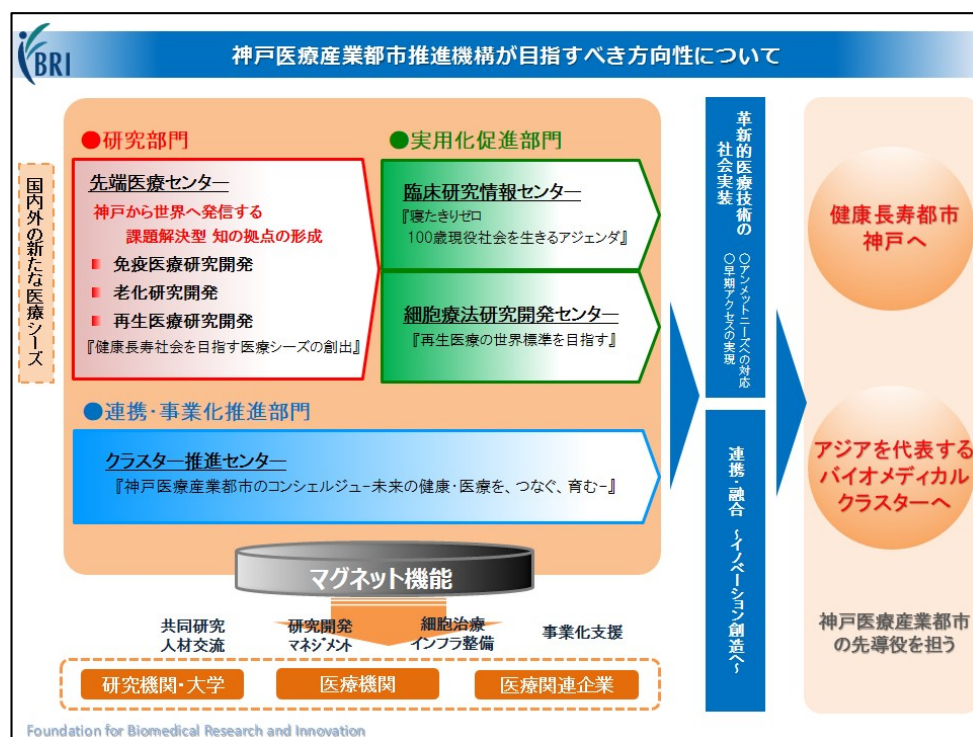 BRI
神戸医療産業都市推進機構が目指すべき方向性について
国内外の新たな医療シーズ
●研究部門
先端医療センター
神戸から世界へ発信する
課題解決型 知の拠点の形成
免疫医療研究開発
老化研究開発
再生医療研究開発
『健康長寿社会を目指す医療シーズの創出』
●実用化促進部門
臨床研究情報センター
『寝たきりゼロ
100歳現役社会を生きるアジェンダ』
細胞療法研究開発センター
『再生医療の世界標準を目指す』
●連携・事業化推進部門
クラスター推進センター
『神戸医療産業都市のコンシェルジュー未来の健康・医療を、つなぐ、育むー』
マグネット機能
共同研究
人材交流
研究開発
マネジメント
細胞治療
インフラ整備
事業化支援
研究機関・大学
医療機関
医療関連企業
革新的医療技術の
社会実装
○アンメットニーズへの対応
○早期アクセスの実現
連携・融合 ～イノベーション創造へ～
健康長寿都市
神戸へ
アジアを代表する
バイオメディカル
クラスターへ
神戸医療産業都市
の先導役を担う
Foundation for Biomedical Research and Innovation